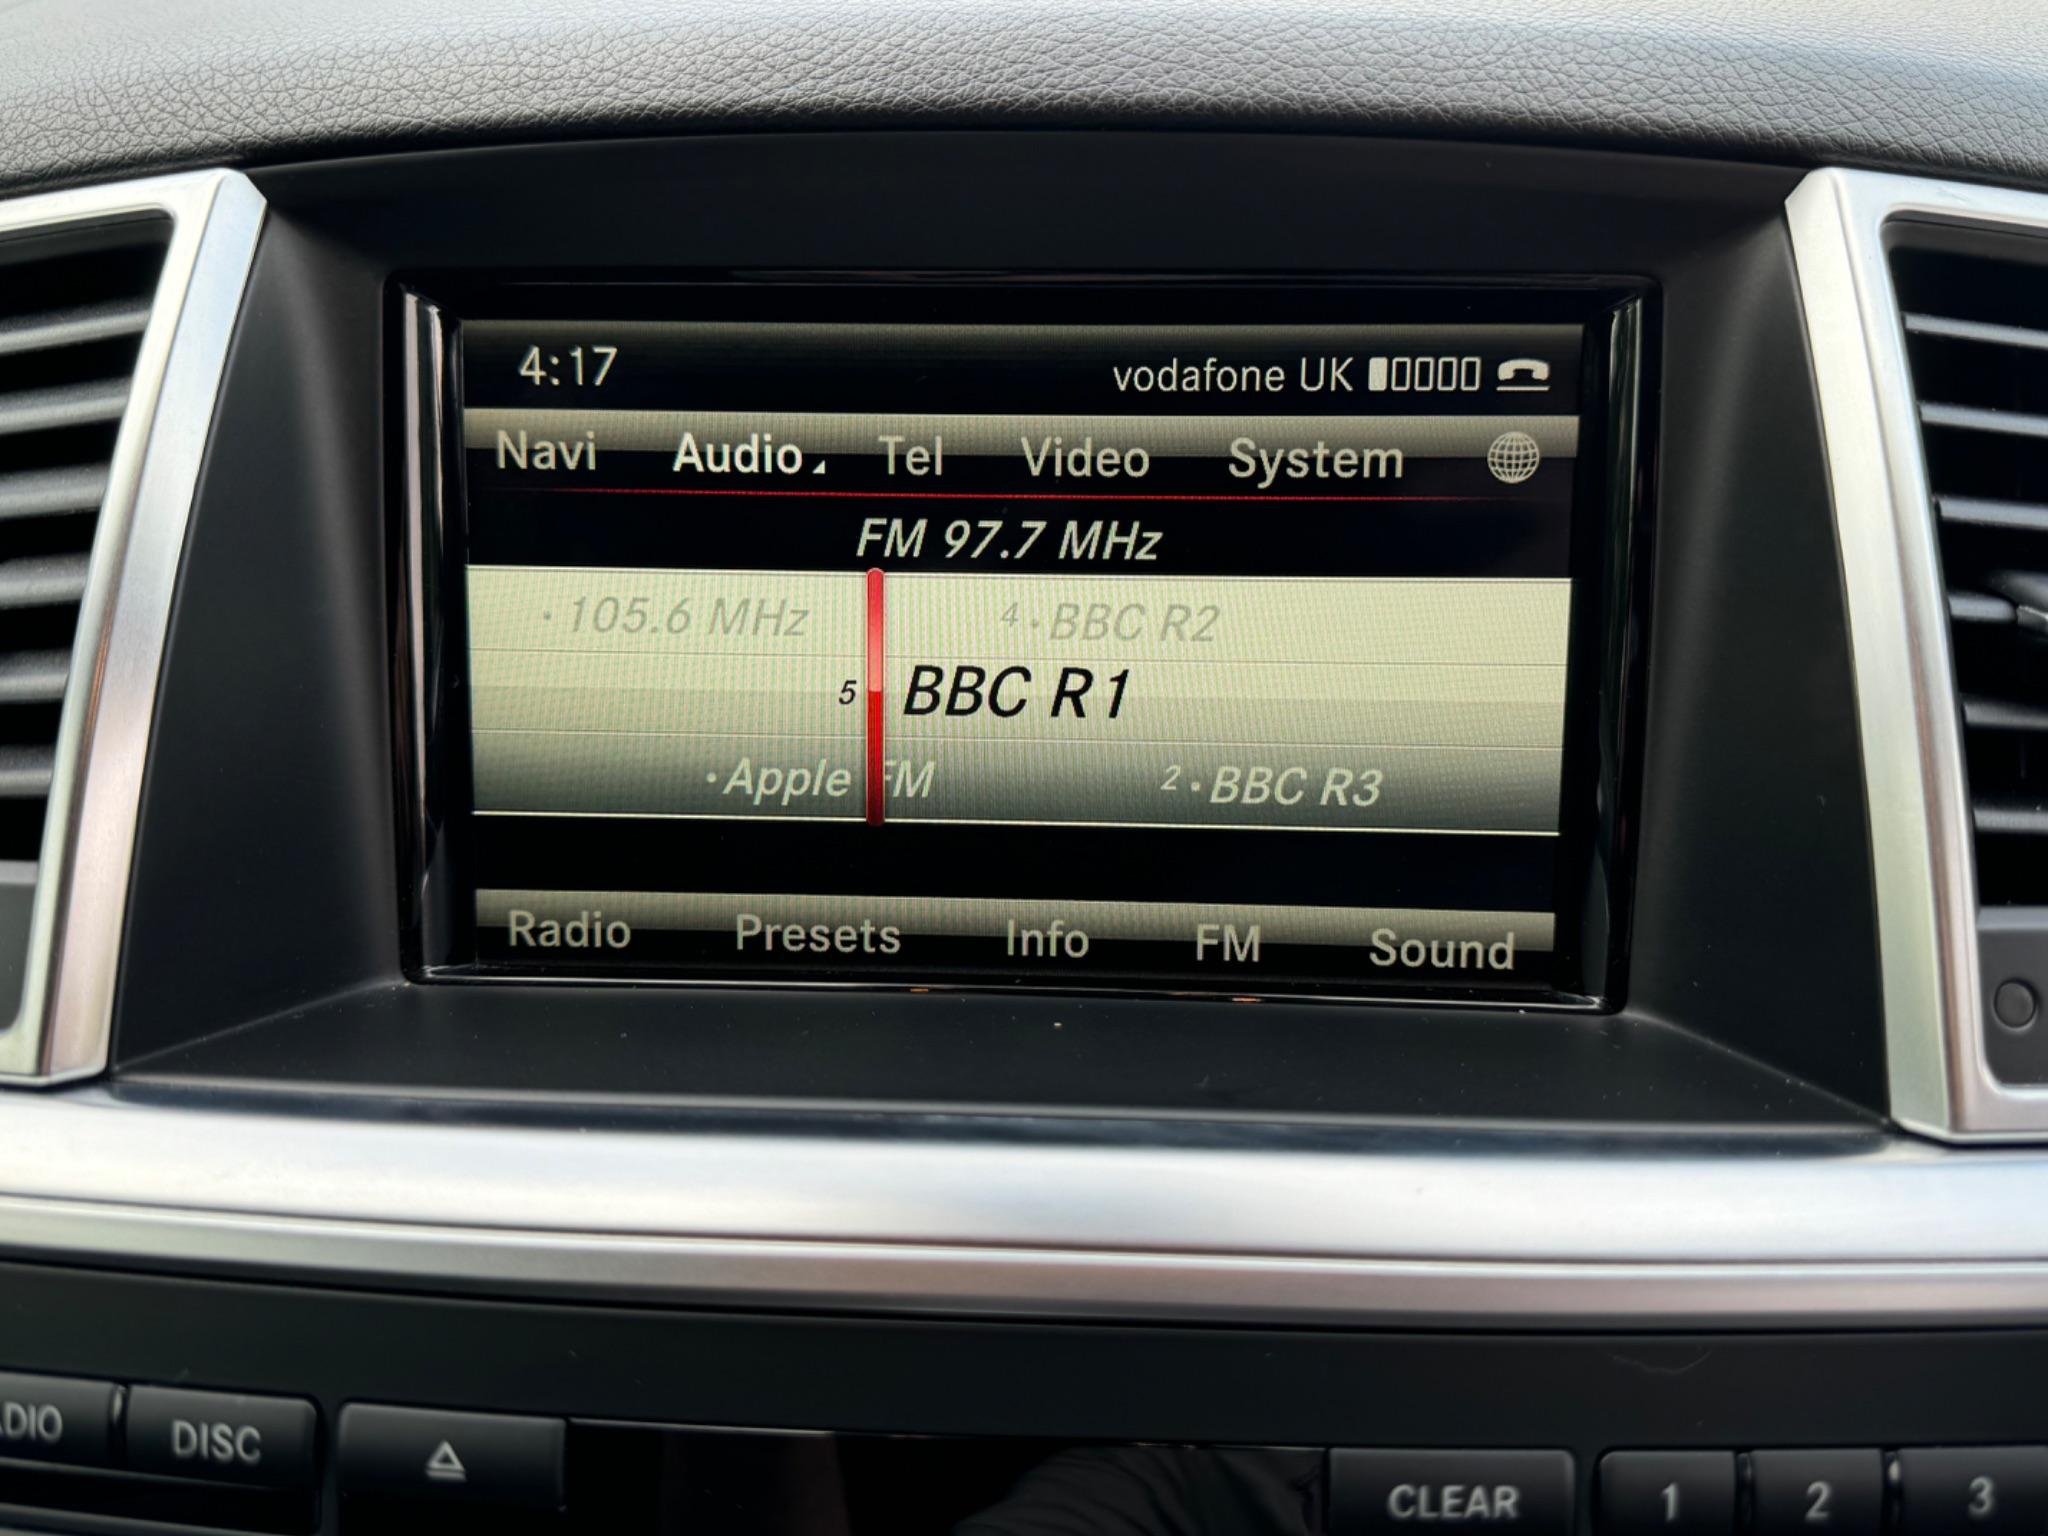 4:17 vodafone UK
Navi Audio Tel Video System
FM 97.7 MHz
· 105.6 MHz 4 · BBC R2
5 BBC R1
· Apple FM 2 · BBC R3
Radio Presets Info FM Sound
DISC CLEAR 1 2 3